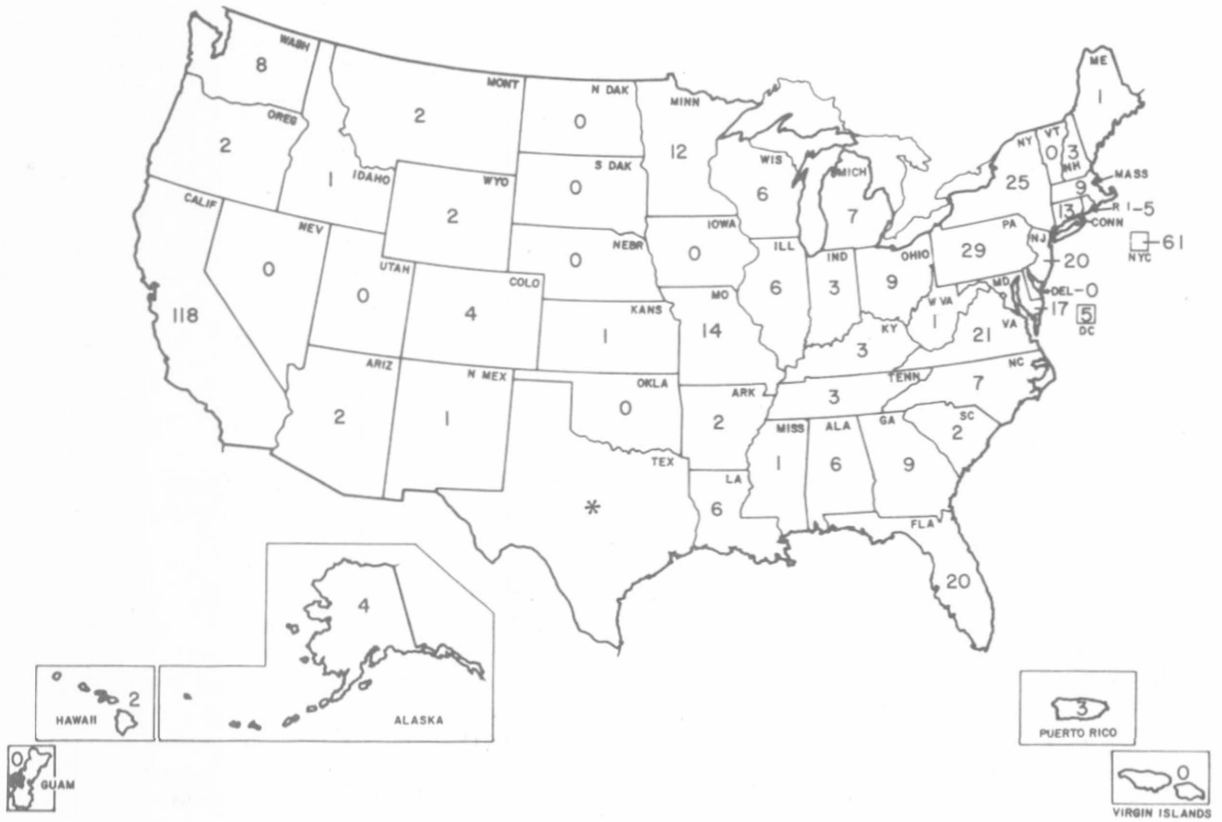 WASH
8
OREG
2
CALIF
118
NEV
0
IDAHO
1
MONT
2
WYO
2
UTAH
0
COLO
4
ARIZ
2
N MEX
1
N DAK
0
S DAK
0
NEBR
0
KANS
1
OKLA
0
TEX
*
MINN
12
IOWA
0
MO
14
ARK
2
LA
6
WIS
6
ILL
6
MICH
7
IND
3
OHIO
9
KY
3
TENN
3
MISS
1
ALA
6
GA
9
FLA
20
SC
2
NC
7
VA
21
W VA
1
PA
29
NY
25
VT
0
NH
3
ME
1
MASS
9
R I-5
CONN
13
NYC
61
NJ
20
DEL-0
MD
17
DC
5
ALASKA
4
HAWAII
2
GUAM
0
PUERTO RICO
3
VIRGIN ISLANDS
0